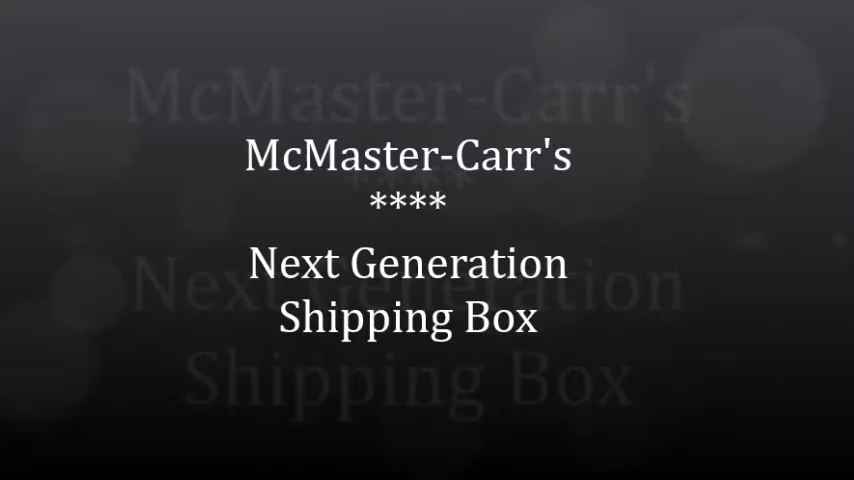 McMaster-Carr's
****
Next Generation
Shipping Box